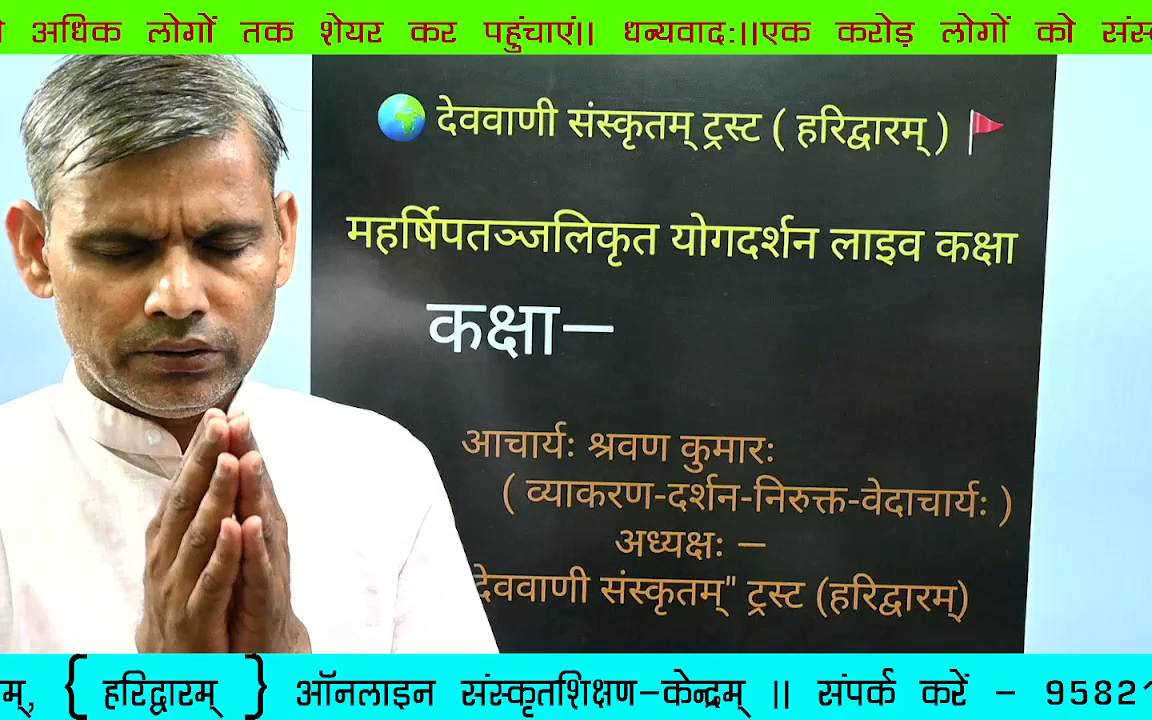 अधिक लोगों तक शेयर कर पहुंचाएं॥ धन्यवादः॥एक करोड़ लोगों को
देववाणी संस्कृतम् ट्रस्ट ( हरिद्वारम् )
महर्षिपतञ्जलिकृत योगदर्शन लाइव कक्षा
कक्षा–
आचार्यः श्रवण कुमारः
( व्याकरण-दर्शन-निरुक्त-वेदाचार्यः )
अध्यक्षः –
देववाणी संस्कृतम्" ट्रस्ट (हरिद्वारम्)
{ हरिद्वारम् } ऑनलाइन संस्कृतशिक्षण-केन्द्रम् ॥ संपर्क करें - 9582